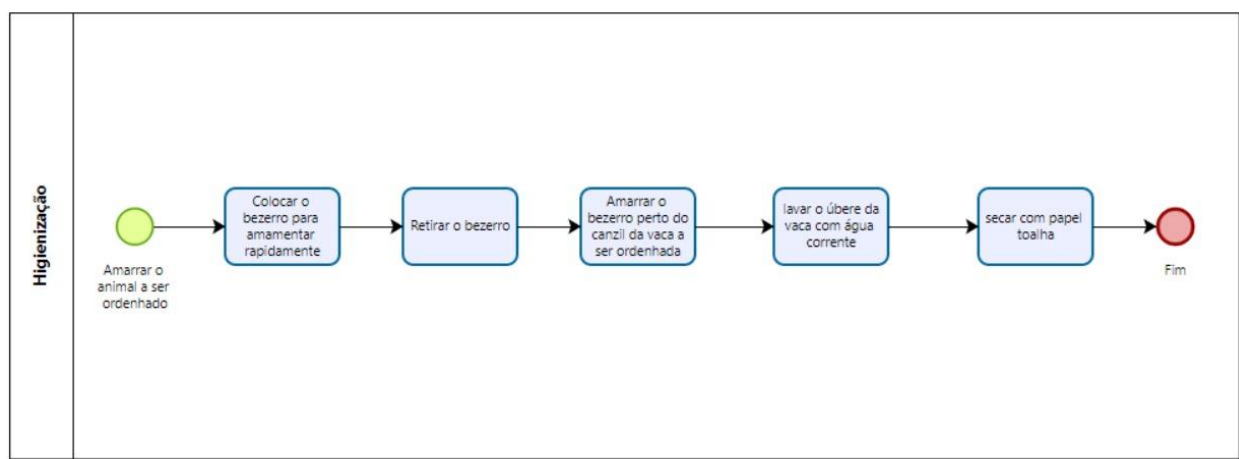 Higienização
Amarrar o
animal a ser
ordenhado
Colocar o
bezerro para
amamentar
rapidamente
Retirar o bezerro
Amarrar o
bezerro perto do
canzil da vaca a
ser ordenhada
lavar o úbere da
vaca com água
corrente
secar com papel
toalha
Fim